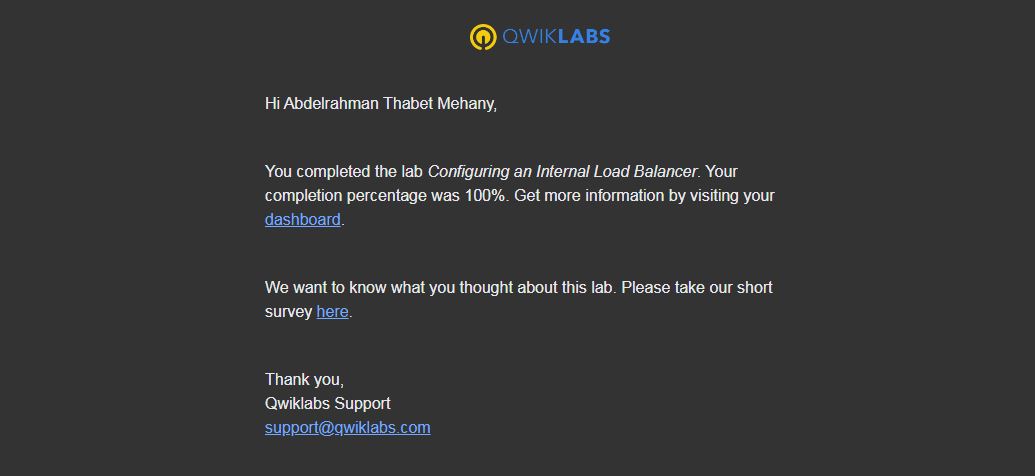 QWIKLABS
Hi Abdelrahman Thabet Mehany,
You completed the lab Configuring an Internal Load Balancer. Your
completion percentage was 100%. Get more information by visiting your
dashboard.
We want to know what you thought about this lab. Please take our short
survey here.
Thank you,
Qwiklabs Support
support@qwiklabs.com